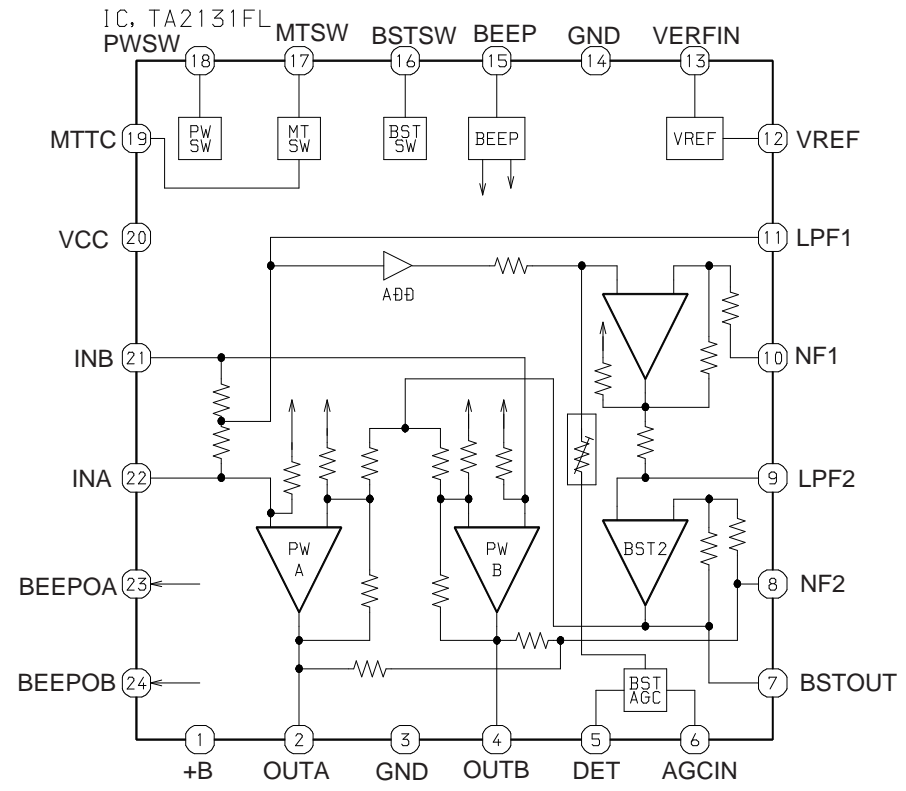 IC, TA2131FL
PWSW
MTSW
BSTSW
BEEP
GND
VERFIN
18
17
16
15
14
13
MTTC
19
PW
SW
MT
SW
BST
SW
BEEP
VREF
12
VREF
VCC
20
11
LPF1
ADD
INB
21
10
NF1
INA
22
9
LPF2
PW
A
PW
B
BST2
BEEPOA
23
8
NF2
BEEPOB
24
BST
AGC
7
BSTOUT
1
2
3
4
5
6
+B
OUTA
GND
OUTB
DET
AGCIN